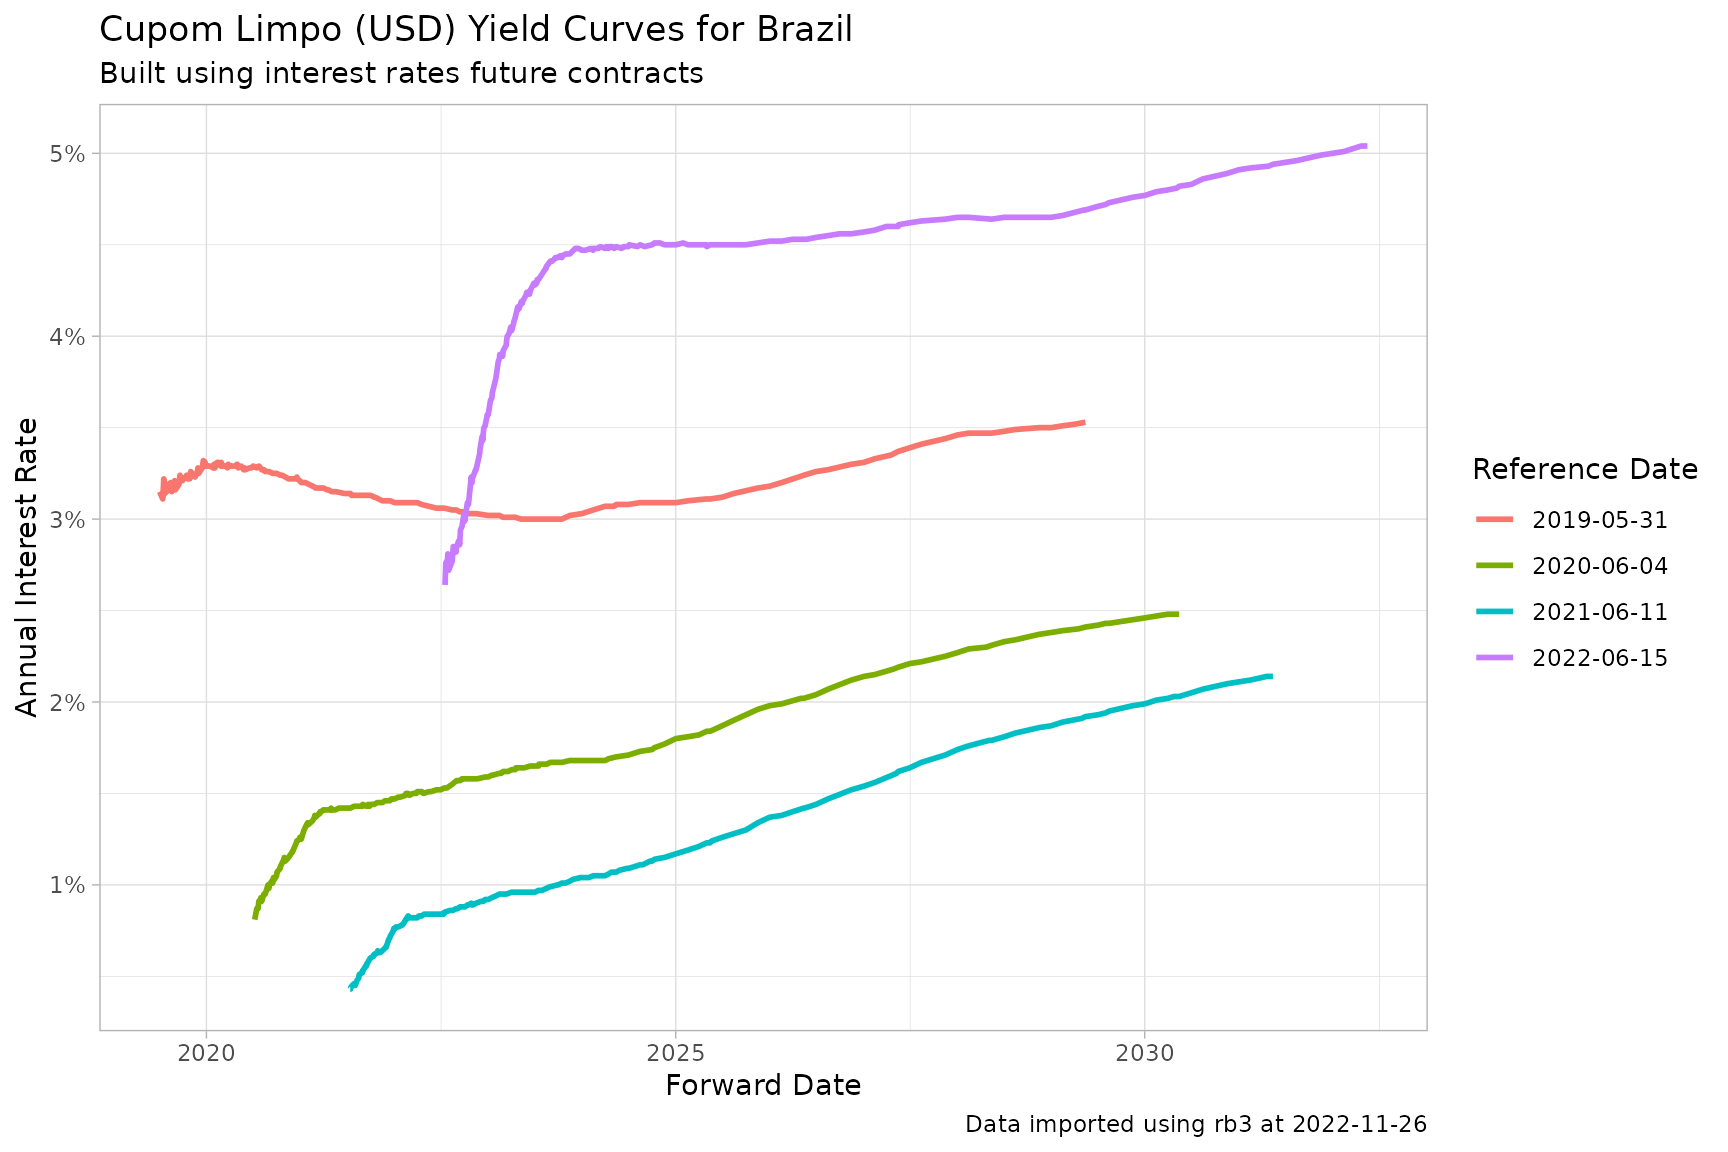 Cupom Limpo (USD) Yield Curves for Brazil
Built using interest rates future contracts
Annual Interest Rate
5%
4%
3%
2%
1%
2020
2025
2030
Forward Date
Reference Date
2019-05-31
2020-06-04
2021-06-11
2022-06-15
Data imported using rb3 at 2022-11-26